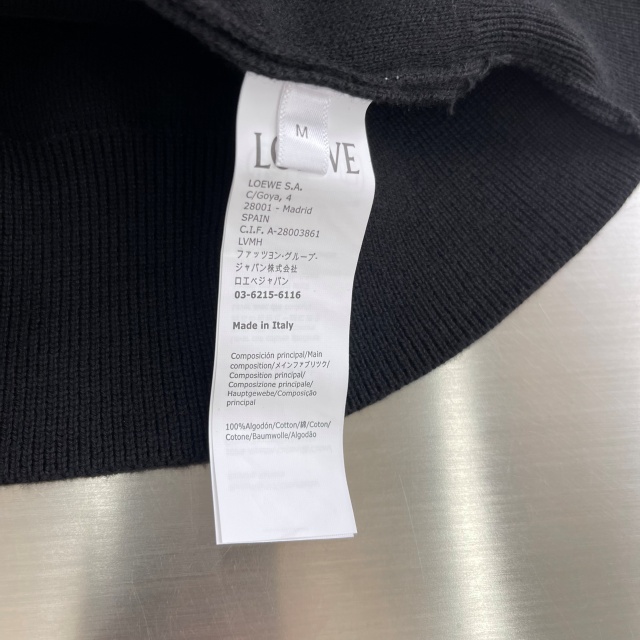 M
LOEWE
LOEWE S.A.
C/Goya, 4
28001 - Madrid
SPAIN
C.I.F. A-28003861
LVMH
ファッツヨン-グループ-
ジャパン株式会社
ロエベジャパン
03-6215-6116
Made in Italy
Composición principal/Main
composition/メインファブリック/
Composition principal/
Composizione principale/
Hauptgewebe/Composição
principal
100%Algodón/Cotton/綿/Coton/
Cotone/Baumwolle/Algodão